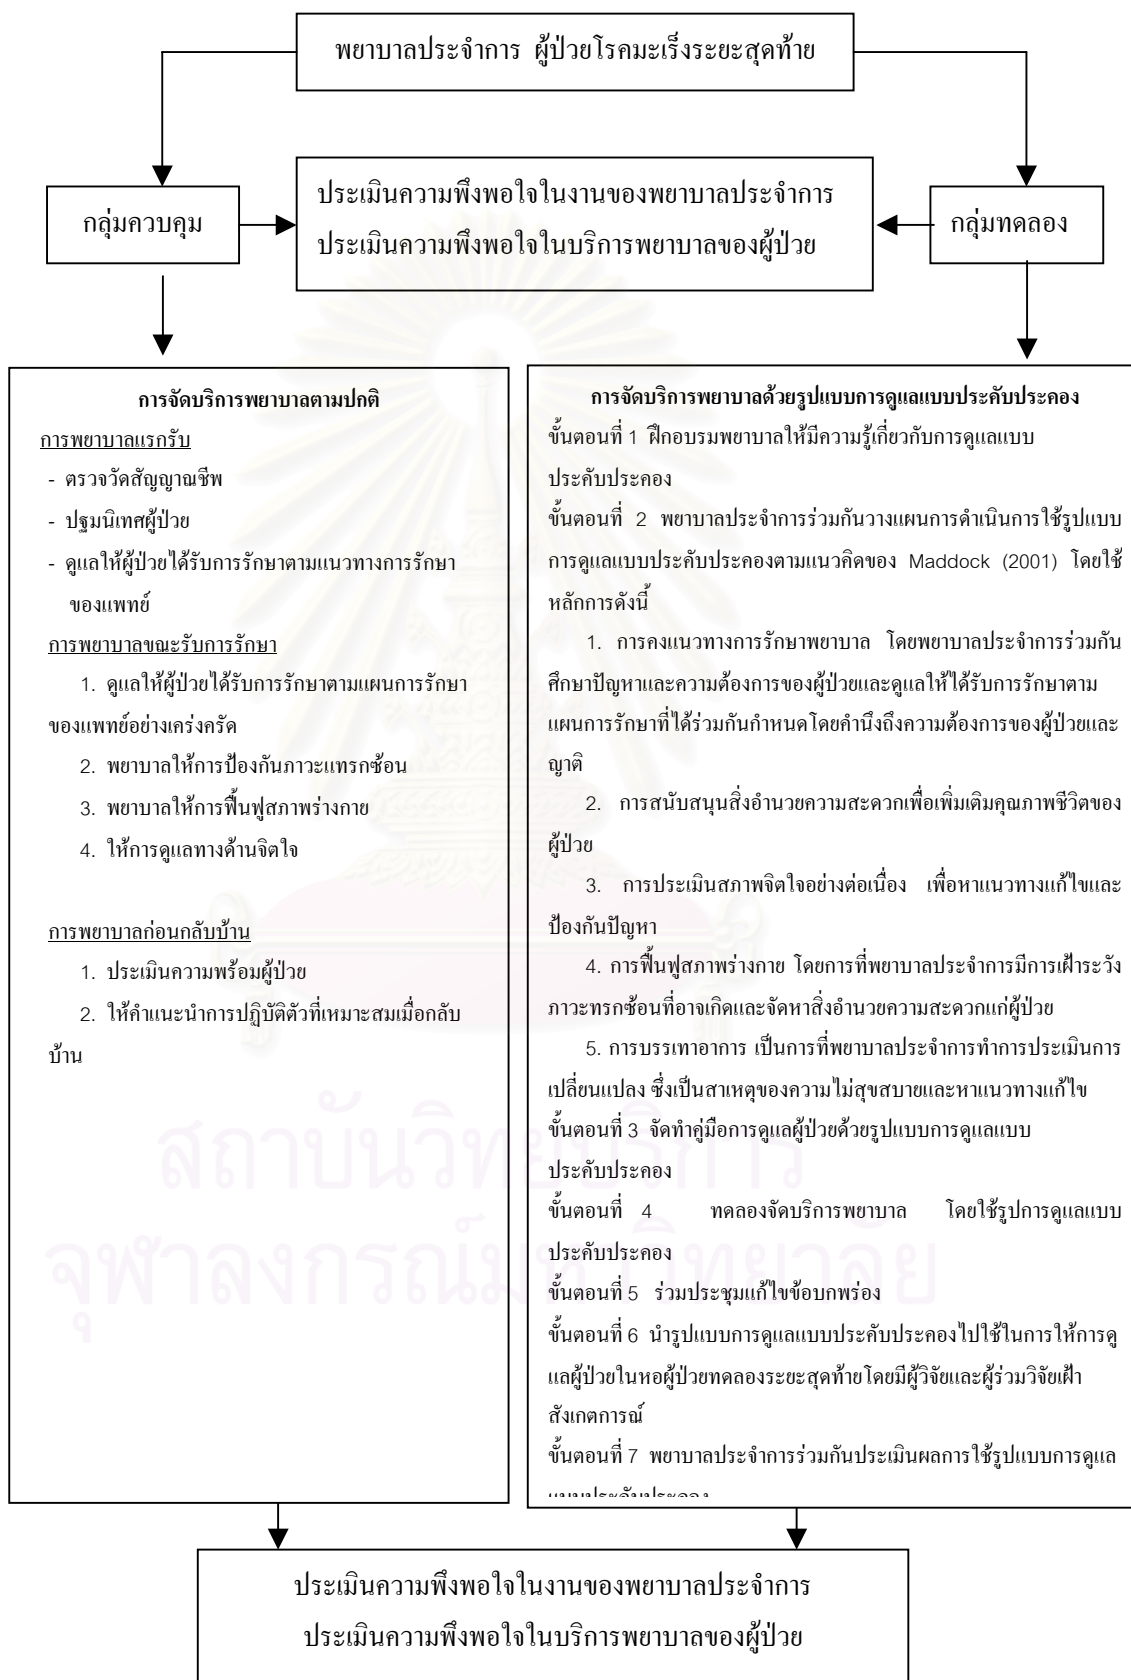 พยาบาลประจำการ ผู้ป่วยโรคมะเร็งระยะสุดท้าย
กลุ่มควบคุม
ประเมินความพึงพอใจในงานของพยาบาลประจำการ
ประเมินความพึงพอใจในบริการพยาบาลของผู้ป่วย
กลุ่มทดลอง
การจัดบริการพยาบาลตามปกติ
การพยาบาลแรกรับ
- ตรวจวัดสัญญาณชีพ
- ปฐมนิเทศผู้ป่วย
- ดูแลให้ผู้ป่วยได้รับการรักษาตามแนวทางการรักษา
ของแพทย์
การพยาบาลขณะรับการรักษา
1. ดูแลให้ผู้ป่วยได้รับการรักษาตามแผนการรักษา
ของแพทย์อย่างเคร่งครัด
2. พยาบาลให้การป้องกันภาวะแทรกซ้อน
3. พยาบาลให้การฟื้นฟูสภาพร่างกาย
4. ให้การดูแลทางด้านจิตใจ
การพยาบาลก่อนกลับบ้าน
1. ประเมินความพร้อมผู้ป่วย
2. ให้คำแนะนำการปฏิบัติตัวที่เหมาะสมเมื่อกลับ
บ้าน
การจัดบริการพยาบาลด้วยรูปแบบการดูแลแบบประคับประคอง
ขั้นตอนที่ 1 ฝึกอบรมพยาบาลให้มีความรู้เกี่ยวกับการดูแลแบบ
ประคับประคอง
ขั้นตอนที่ 2 พยาบาลประจำการร่วมกันวางแผนการดำเนินการใช้รูปแบบ
การดูแลแบบประคับประคองตามแนวคิดของ Maddock (2001) โดยใช้
หลักการดังนี้
1. การคงแนวทางการรักษาพยาบาล โดยพยาบาลประจำการร่วมกัน
ศึกษาปัญหาและความต้องการของผู้ป่วยและดูแลให้ได้รับการรักษาตาม
แผนการรักษาที่ได้ร่วมกันกำหนดโดยคำนึงถึงความต้องการของผู้ป่วยและ
ญาติ
2. การสนับสนุนสิ่งอำนวยความสะดวกเพื่อเพิ่มเติมคุณภาพชีวิตของ
ผู้ป่วย
3. การประเมินสภาพจิตใจอย่างต่อเนื่อง เพื่อหาแนวทางแก้ไขและ
ป้องกันปัญหา
4. การฟื้นฟูสภาพร่างกาย โดยการที่พยาบาลประจำการมีการเฝ้าระวัง
ภาวะทรกซ้อนที่อาจเกิดและจัดหาสิ่งอำนวยความสะดวกแก่ผู้ป่วย
5. การบรรเทาอาการ เป็นการที่พยาบาลประจำการทำการประเมินการ
เปลี่ยนแปลง ซึ่งเป็นสาเหตุของความไม่สุขสบายและหาแนวทางแก้ไข
ขั้นตอนที่ 3 จัดทำคู่มือการดูแลผู้ป่วยด้วยรูปแบบการดูแลแบบ
ประคับประคอง
ขั้นตอนที่ 4 ทดลองจัดบริการพยาบาล โดยใช้รูปการดูแลแบบ
ประคับประคอง
ขั้นตอนที่ 5 ร่วมประชุมแก้ไขข้อบกพร่อง
ขั้นตอนที่ 6 นำรูปแบบการดูแลแบบประคับประคองไปใช้ในการให้การดู
แลผู้ป่วยในหอผู้ป่วยทดลองระยะสุดท้ายโดยมีผู้วิจัยและผู้ร่วมวิจัยเฝ้า
สังเกตการณ์
ขั้นตอนที่ 7 พยาบาลประจำการร่วมกันประเมินผลการใช้รูปแบบการดูแล
แบบประคับประคอง
สถาบันวิทยบริการ
จุฬาลงกรณ์มหาวิทยาลัย
ประเมินความพึงพอใจในงานของพยาบาลประจำการ
ประเมินความพึงพอใจในบริการพยาบาลของผู้ป่วย